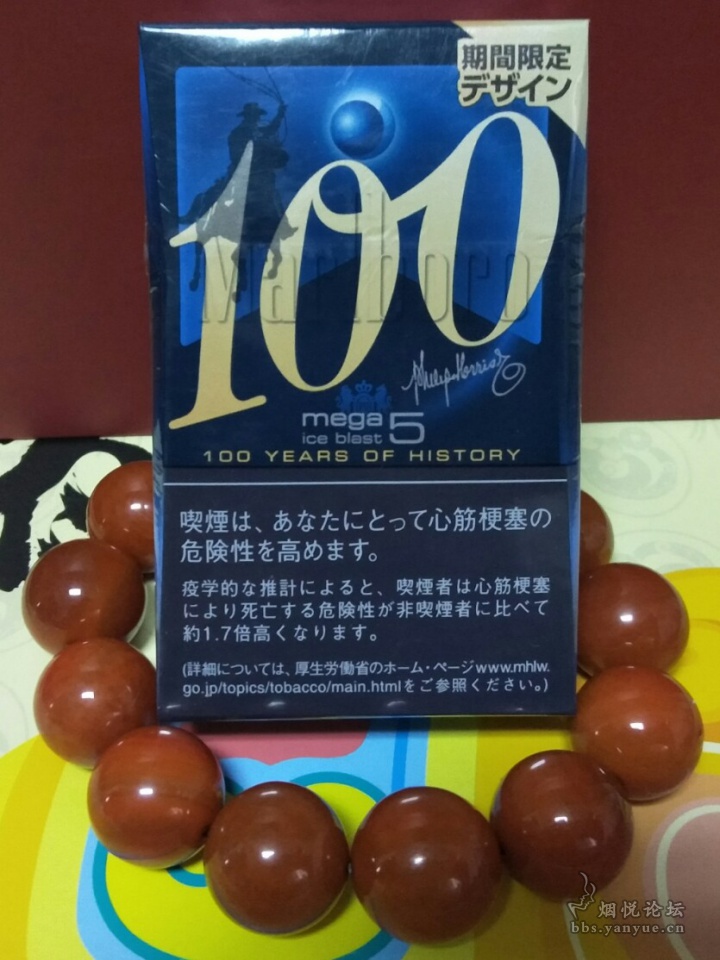 期間限定
デザイン
100
Marlboro
Philip Morris
mega
ice blast 5
100 YEARS OF HISTORY
喫煙は、あなたにとって心筋梗塞の
危険性を高めます。
疫学的な推計によると、喫煙者は心筋梗塞
により死亡する危険性が非喫煙者に比べて
約1.7倍高くなります。
(詳細については、厚生労働省のホーム・ページwww.mhlw.
go.jp/topics/tobacco/main.htmlをご参照ください。)
烟悦论坛
bbs.yanyue.cn